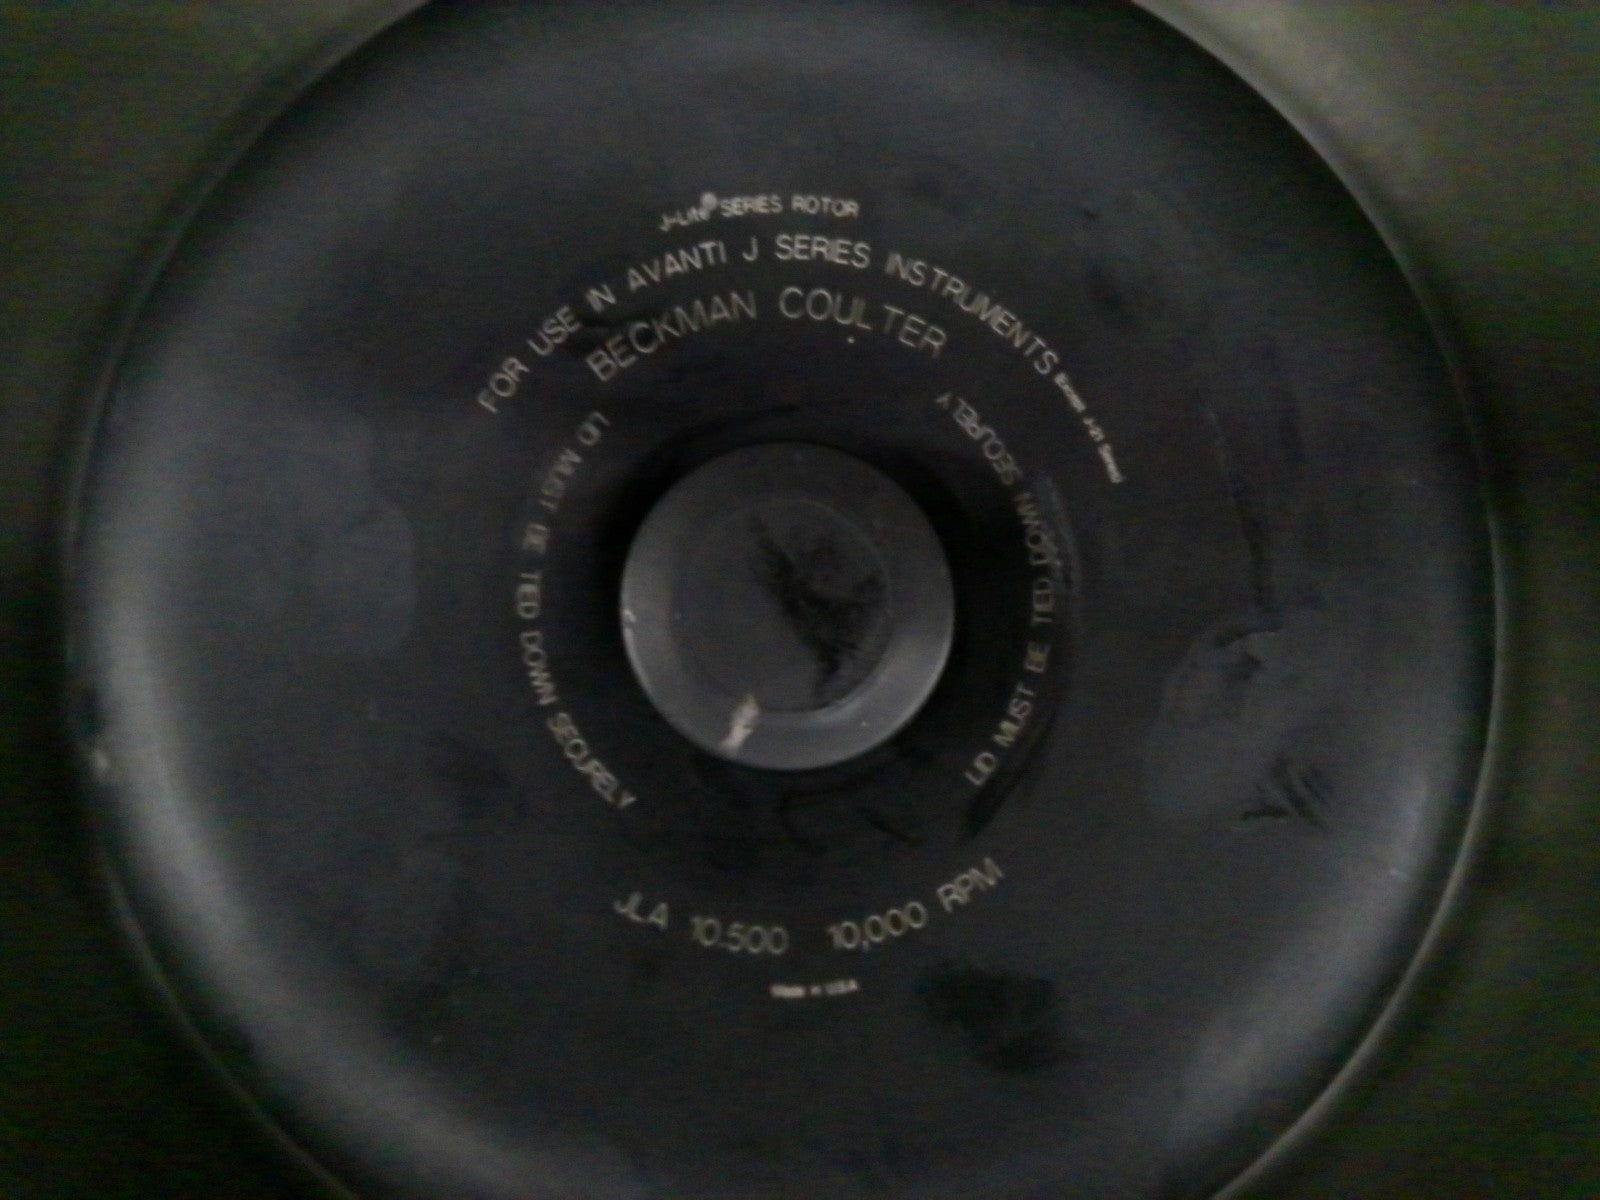 J-LITE® SERIES ROTOR
FOR USE IN AVANTI J SERIES INSTRUMENTS
BECKMAN COULTER
LID MUST BE TIED DOWN SECURELY
LID MUST BE TIED DOWN SECURELY
JLA 10.500 10,000 RPM
Made in USA